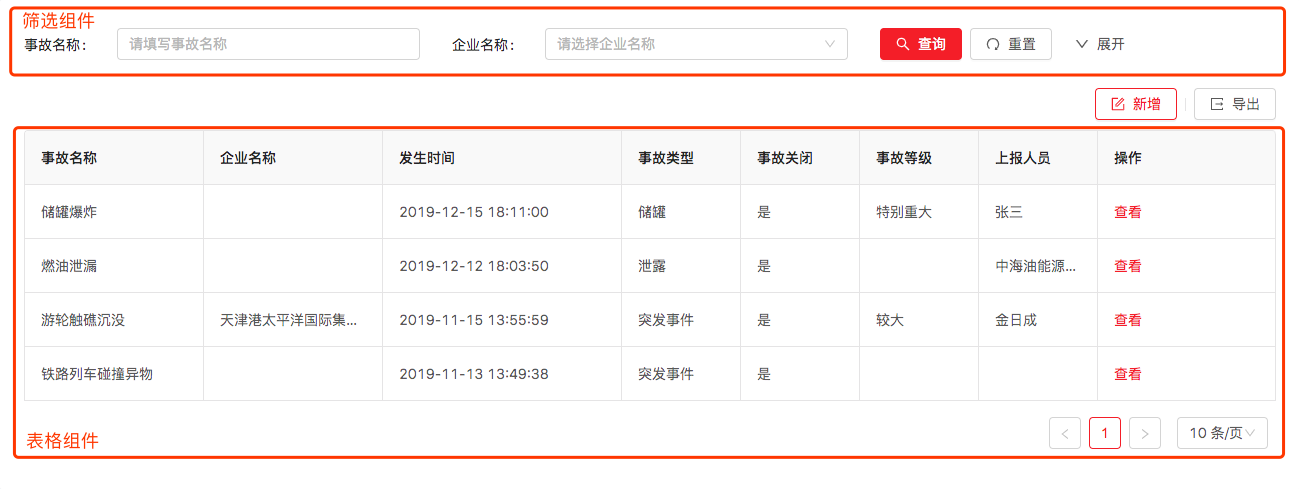 筛选组件
事故名称： 请填写事故名称 企业名称： 请选择企业名称 查询 重置 展开
新增 导出
事故名称 企业名称 发生时间 事故类型 事故关闭 事故等级 上报人员 操作
储罐爆炸 2019-12-15 18:11:00 储罐 是 特别重大 张三 查看
燃油泄漏 2019-12-12 18:03:50 泄露 是 中海油能源... 查看
游轮触礁沉没 天津港太平洋国际集... 2019-11-15 13:55:59 突发事件 是 较大 金日成 查看
铁路列车碰撞异物 2019-11-13 13:49:38 突发事件 是 查看
表格组件 < 1 > 10 条/页